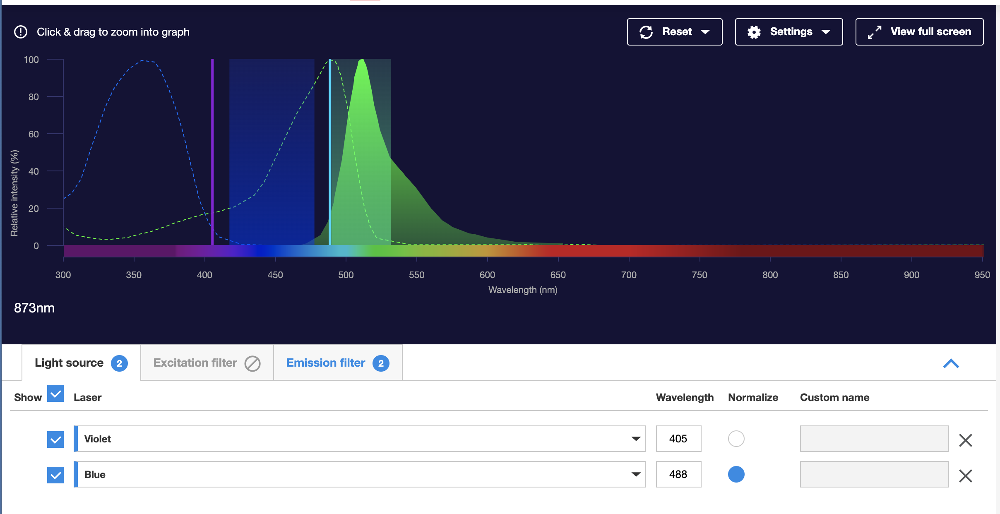 Click & drag to zoom into graph
Reset
Settings
View full screen
100
80
60
40
20
0
Relative intensity (%)
300 350 400 450 500 550 600 650 700 750 800 850 900 950
Wavelength (nm)
873nm
Light source 2
Excitation filter
Emission filter 2
Show Laser Wavelength Normalize Custom name
Violet 405
Blue 488